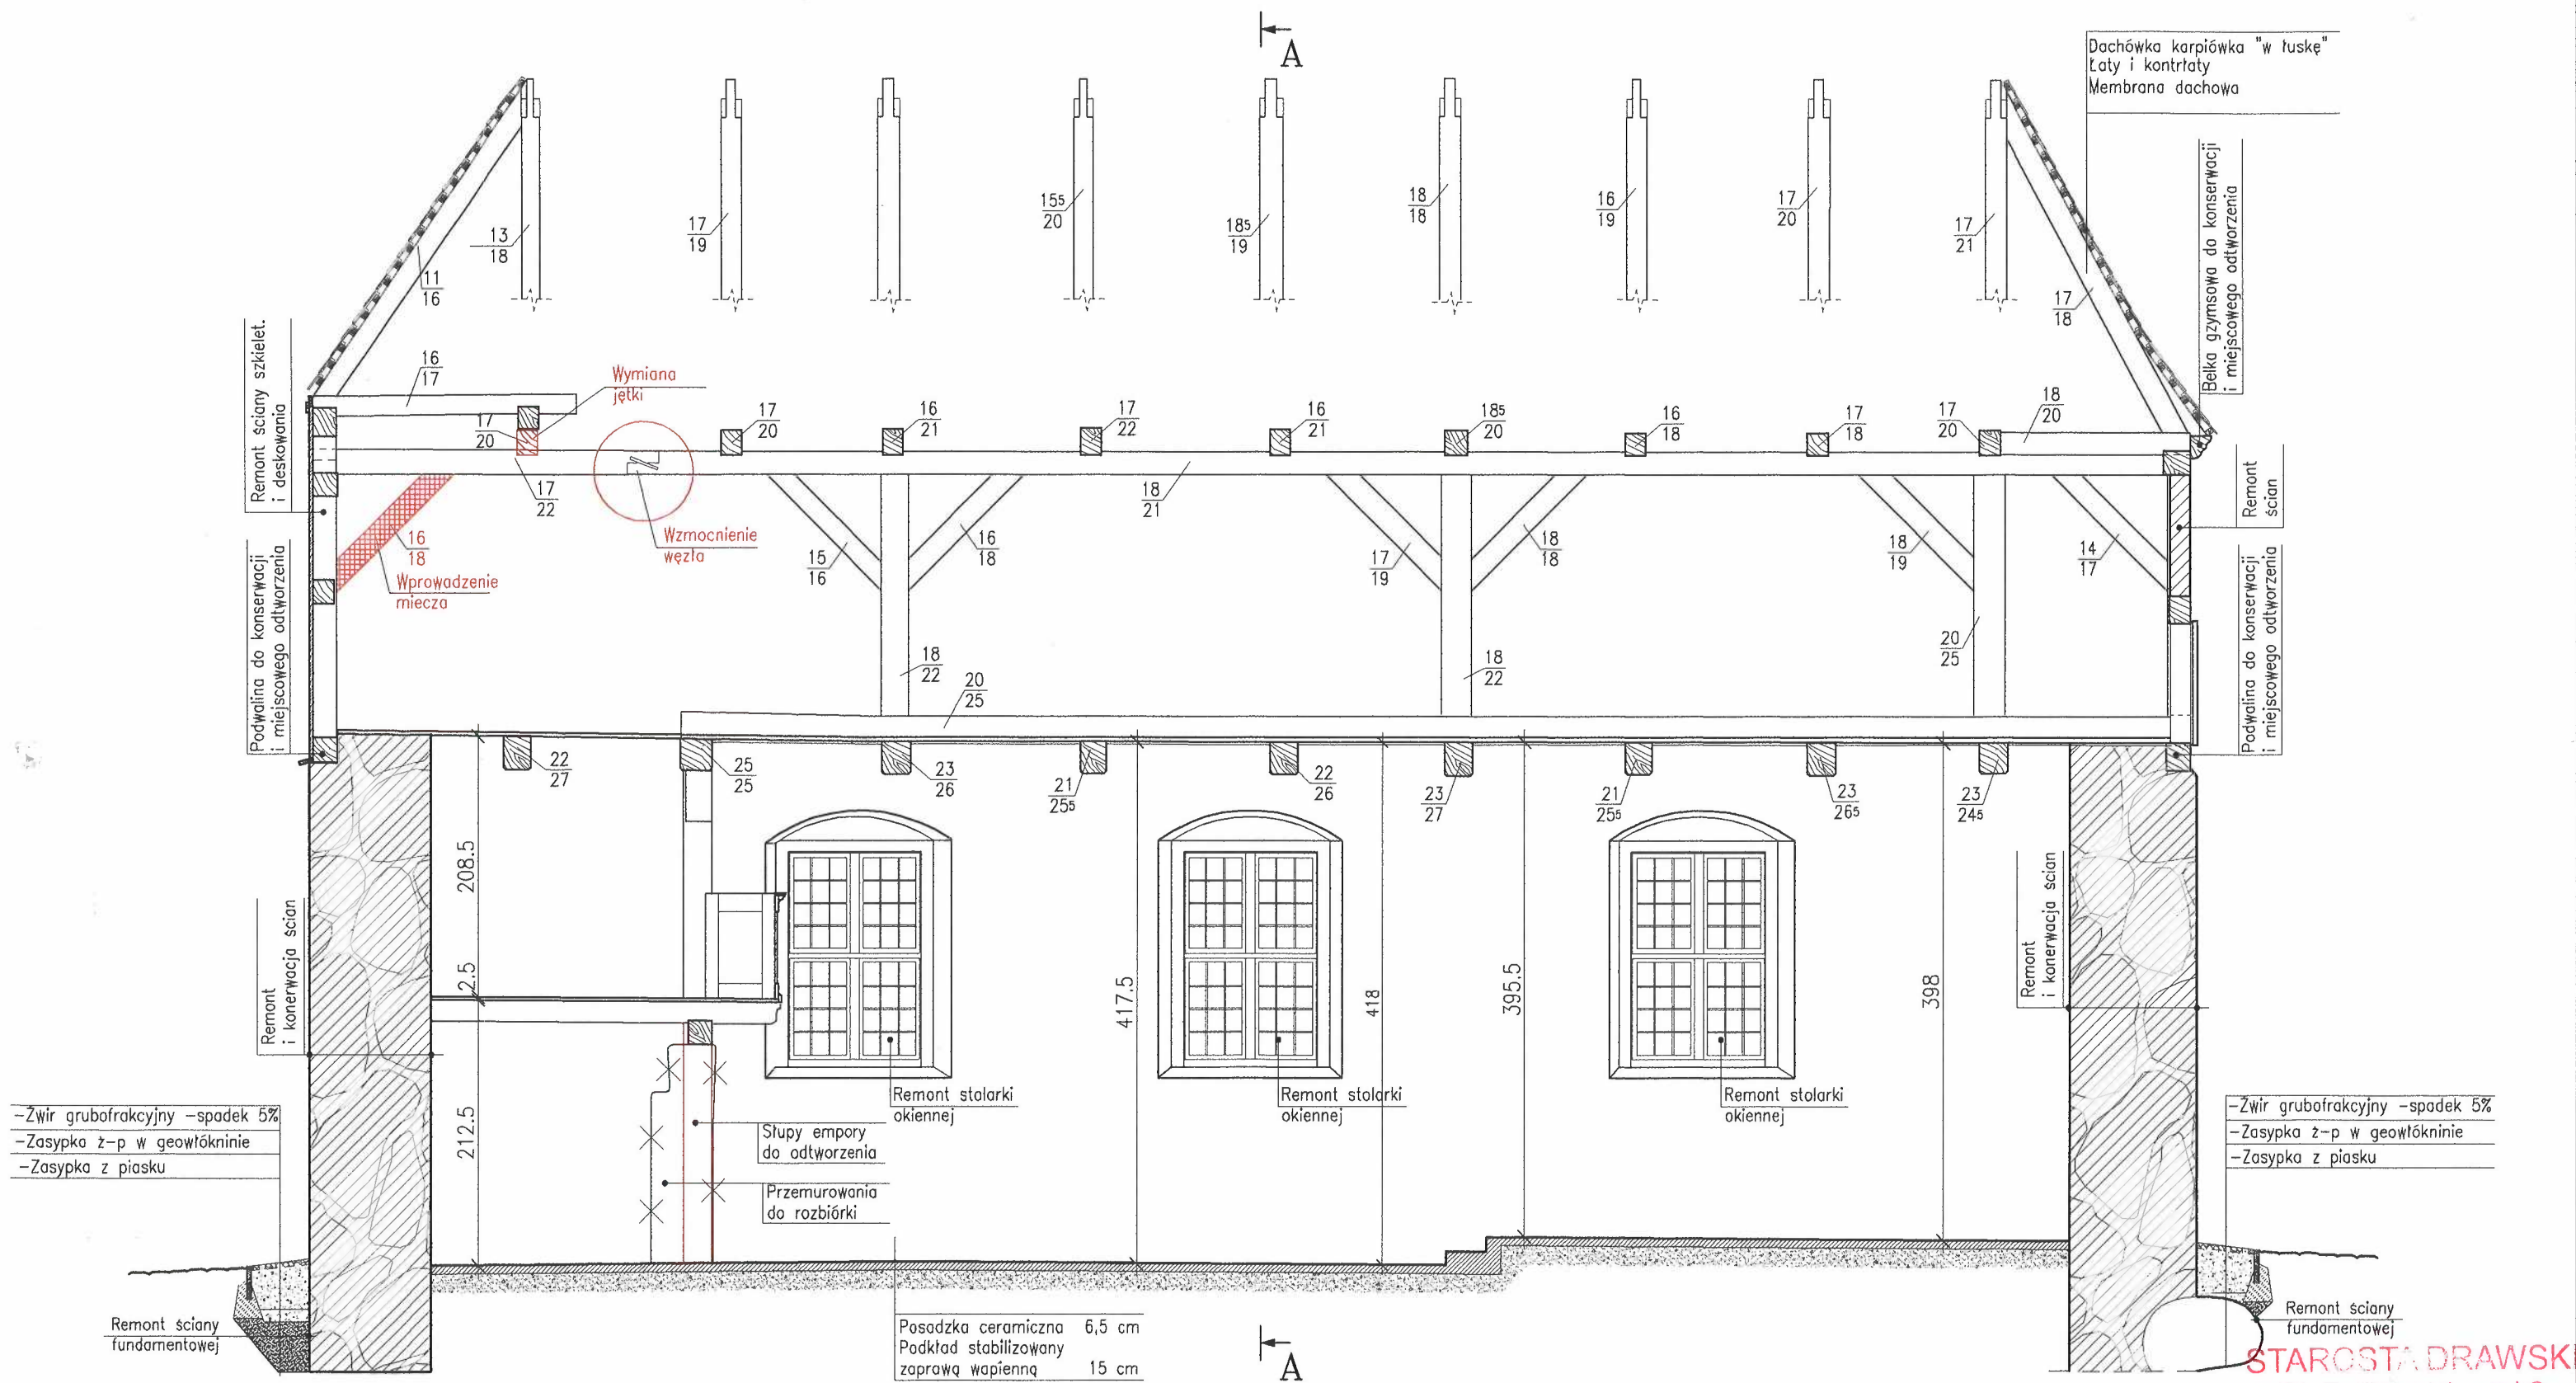 A
Dachówka karpiówka "w łuskę"
Łaty i kontrłaty
Membrana dachowa
Belka gzymsowa do konserwacji
i miejscowego odtworzenia
13
18
11
16
17
19
15⁵
20
18⁵
19
18
18
16
19
17
20
17
21
17
18
Remont ściany szkielet.
i deskowania
16
17
Wymiana
jętki
17
20
17
22
17
20
16
21
17
22
16
21
18⁵
20
16
18
17
18
17
20
18
20
Wzmocnienie
węzła
18
21
Remont
ścian
16
18
Wprowadzenie
miecza
15
16
16
18
17
19
18
18
18
19
14
17
Podwalina do konserwacji
i miejscowego odtworzenia
18
22
20
25
18
22
20
25
Podwalina do konserwacji
i miejscowego odtworzenia
22
27
25
25
23
26
21
25⁵
22
26
23
27
21
25⁵
23
26⁵
23
24⁵
208.5
2.5
212.5
417.5
418
395.5
398
Remont
i konerwacja ścian
Remont
i konerwacja ścian
Remont stolarki
okiennej
Remont stolarki
okiennej
Remont stolarki
okiennej
Słupy empory
do odtworzenia
Przemurowania
do rozbiórki
-Żwir grubofrakcyjny -spadek 5%
-Zasypka ż-p w geowłókninie
-Zasypka z piasku
-Żwir grubofrakcyjny -spadek 5%
-Zasypka ż-p w geowłókninie
-Zasypka z piasku
Remont ściany
fundamentowej
Posadzka ceramiczna 6,5 cm
Podkład stabilizowany
zaprawą wapienną 15 cm
A
Remont ściany
fundamentowej
STAROSTA DRAWSK